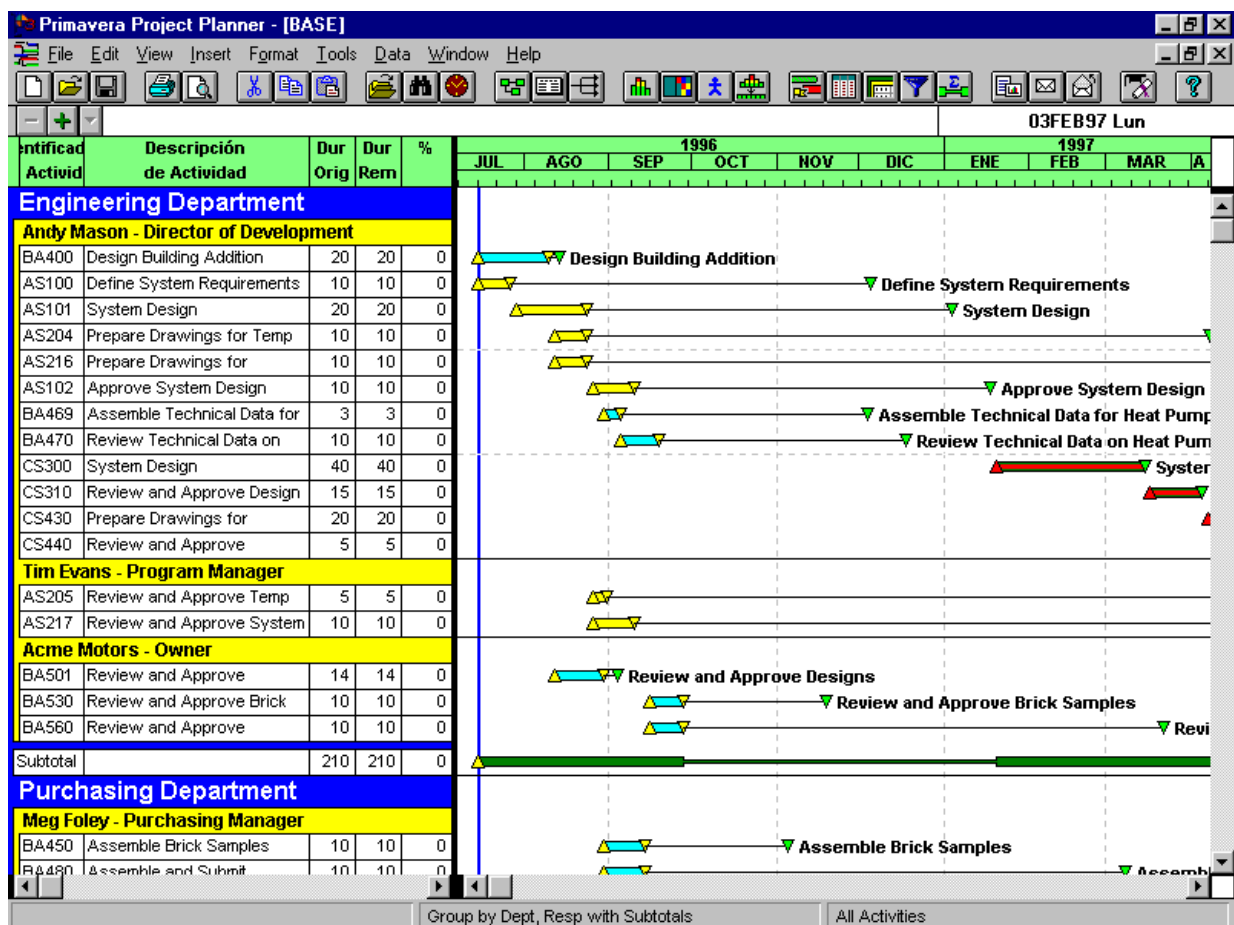 Primavera Project Planner - [BASE]
File Edit View Insert Format Tools Data Window Help
03FEB97 Lun
entificad Descripción Dur Dur % 1996 1997
Activid de Actividad Orig Rem JUL AGO SEP OCT NOV DIC ENE FEB MAR A
Engineering Department
Andy Mason - Director of Development
BA400 Design Building Addition 20 20 0 Design Building Addition
AS100 Define System Requirements 10 10 0 Define System Requirements
AS101 System Design 20 20 0 System Design
AS204 Prepare Drawings for Temp 10 10 0
AS216 Prepare Drawings for 10 10 0
AS102 Approve System Design 10 10 0 Approve System Design
BA469 Assemble Technical Data for 3 3 0 Assemble Technical Data for Heat Pump
BA470 Review Technical Data on 10 10 0 Review Technical Data on Heat Pum
CS300 System Design 40 40 0 System
CS310 Review and Approve Design 15 15 0
CS430 Prepare Drawings for 20 20 0
CS440 Review and Approve 5 5 0
Tim Evans - Program Manager
AS205 Review and Approve Temp 5 5 0
AS217 Review and Approve System 10 10 0
Acme Motors - Owner
BA501 Review and Approve 14 14 0 Review and Approve Designs
BA530 Review and Approve Brick 10 10 0 Review and Approve Brick Samples
BA560 Review and Approve 10 10 0 Revi
Subtotal 210 210 0
Purchasing Department
Meg Foley - Purchasing Manager
BA450 Assemble Brick Samples 10 10 0 Assemble Brick Samples
BA480 Assemble and Submit 10 10 0 Assemb
Group by Dept, Resp with Subtotals All Activities